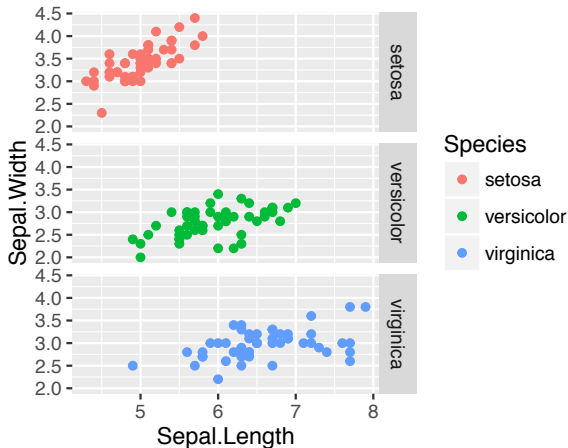 4.5
4.0
3.5
3.0
2.5
2.0
setosa
4.5
4.0
3.5
3.0
2.5
2.0
versicolor
4.5
4.0
3.5
3.0
2.5
2.0
virginica
Sepal.Width
5 6 7 8
Sepal.Length
Species
setosa
versicolor
virginica